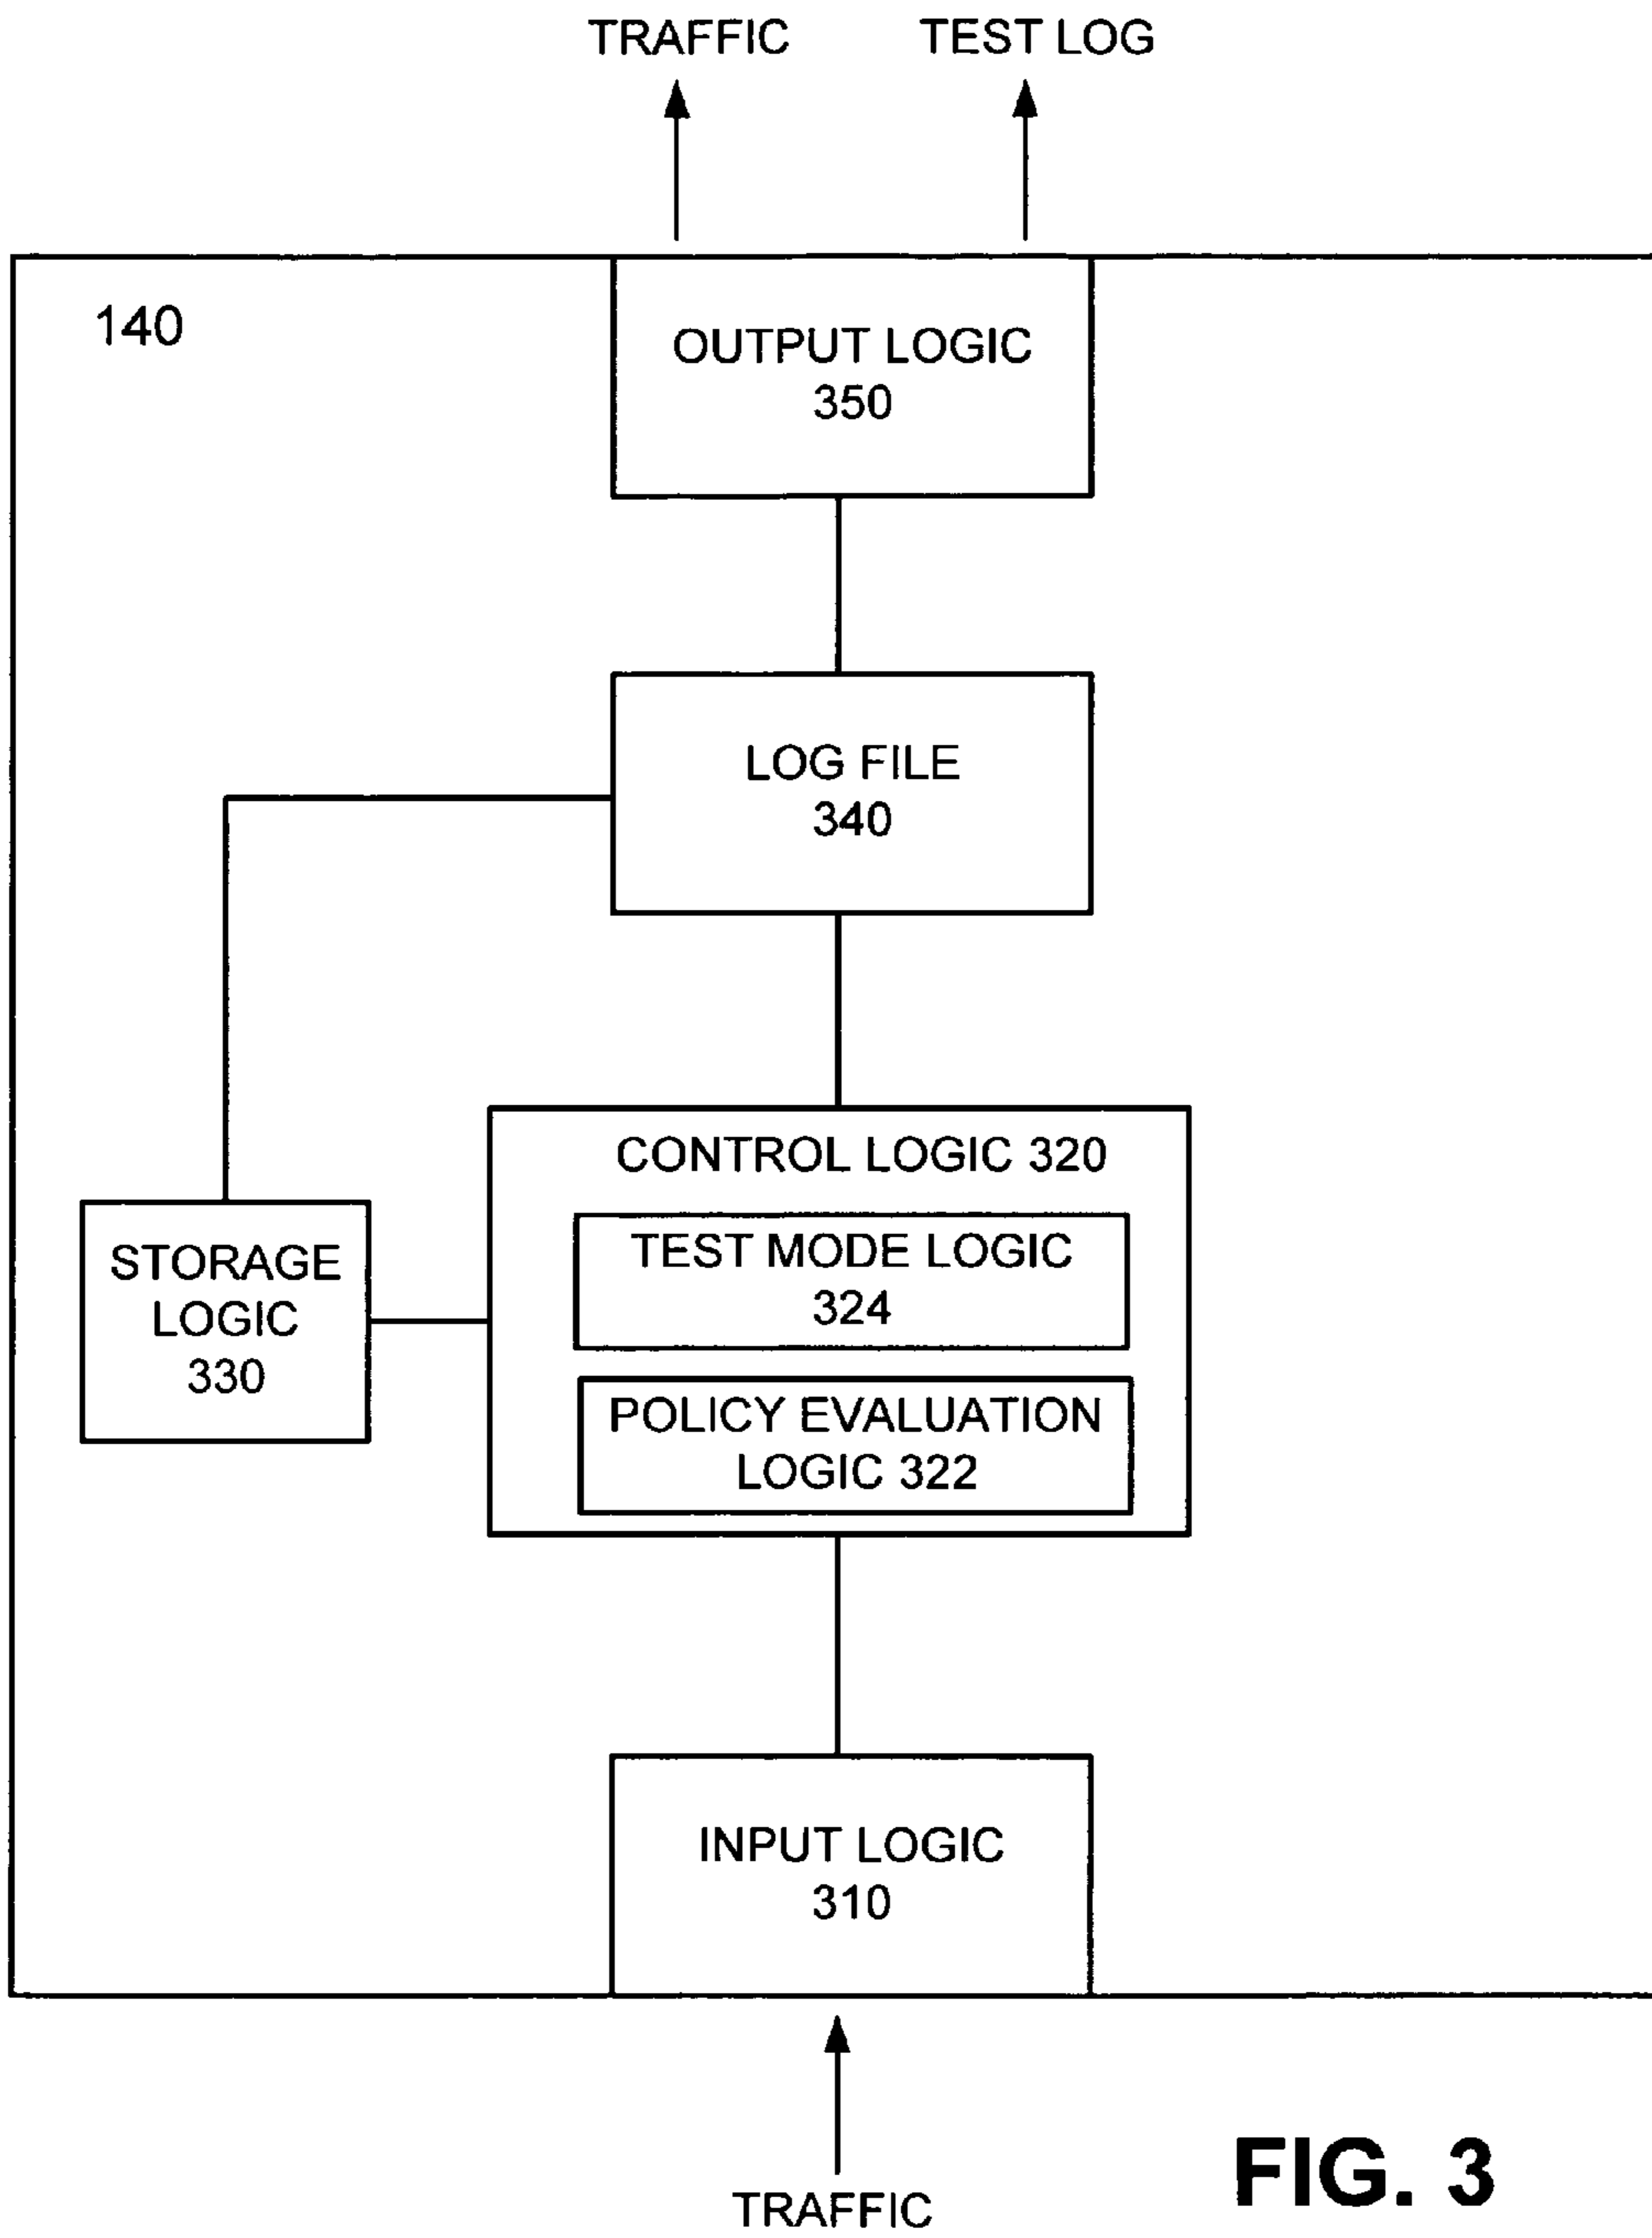 TRAFFIC TEST LOG
140
OUTPUT LOGIC
350
LOG FILE
340
CONTROL LOGIC 320
TEST MODE LOGIC
324
STORAGE
LOGIC
330
POLICY EVALUATION
LOGIC 322
INPUT LOGIC
310
TRAFFIC
FIG. 3